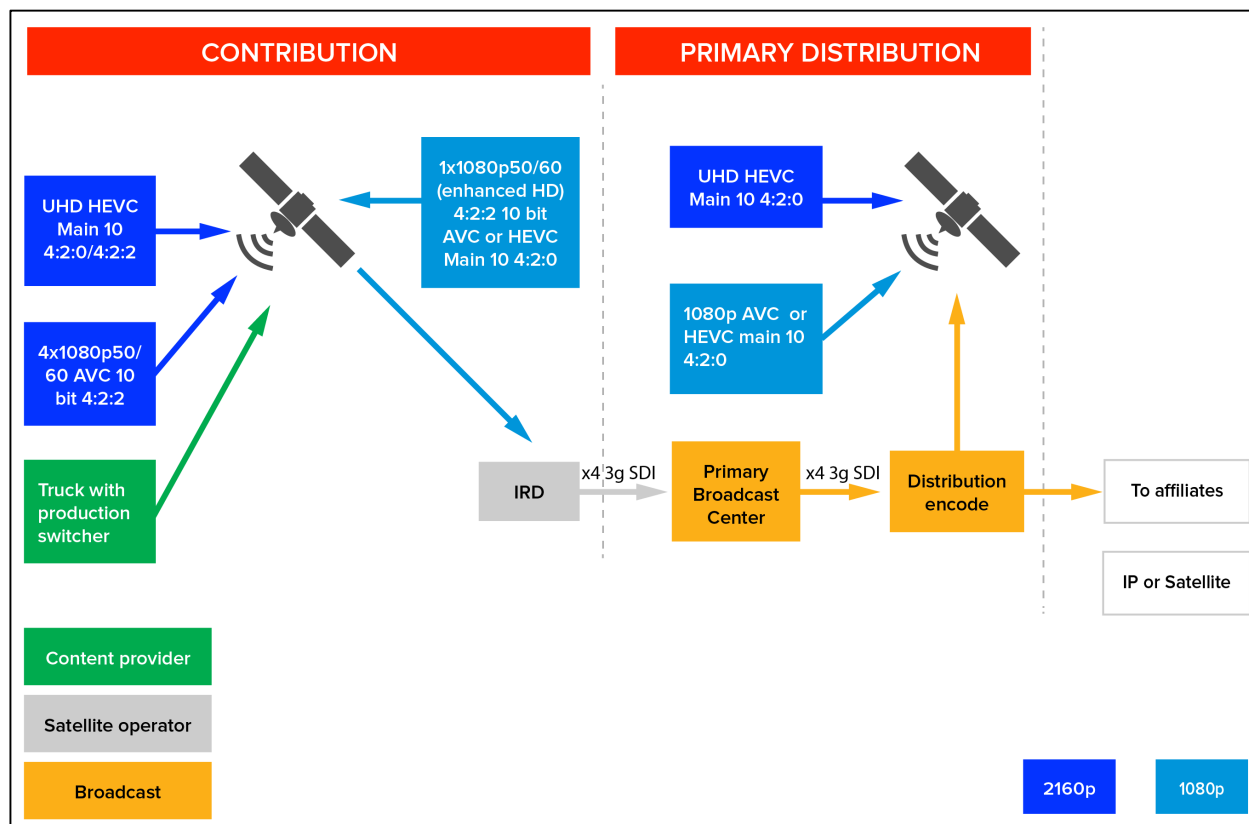 CONTRIBUTION
PRIMARY DISTRIBUTION
UHD HEVC
Main 10
4:2:0/4:2:2
1x1080p50/60
(enhanced HD)
4:2:2 10 bit
AVC or HEVC
Main 10 4:2:0
UHD HEVC
Main 10 4:2:0
4x1080p50/
60 AVC 10
bit 4:2:2
1080p AVC or
HEVC main 10
4:2:0
Truck with
production
switcher
IRD
x4 3g SDI
Primary
Broadcast
Center
x4 3g SDI
Distribution
encode
To affiliates
IP or Satellite
Content provider
Satellite operator
Broadcast
2160p
1080p